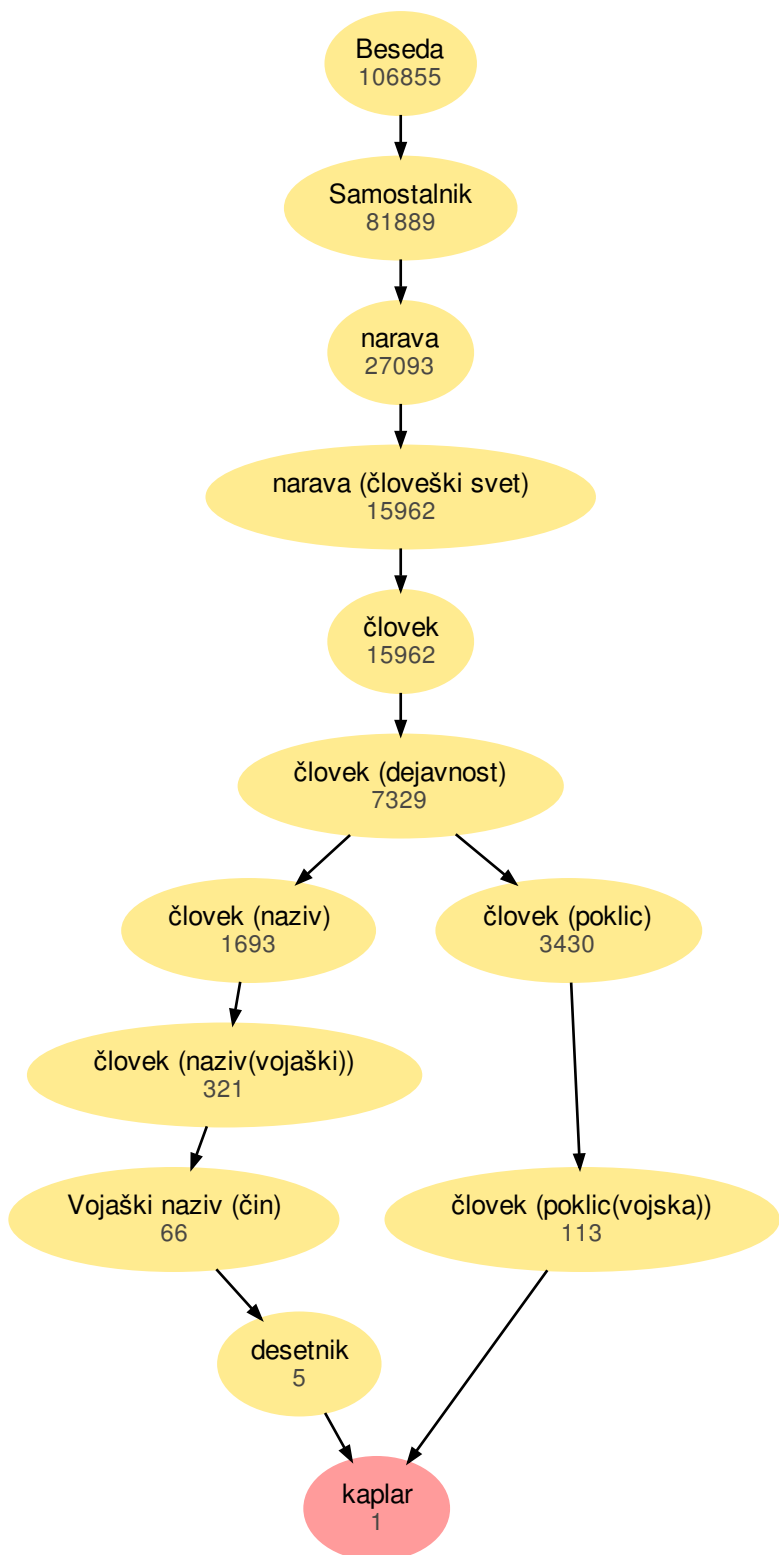 Beseda
106855
Samostalnik
81889
narava
27093
narava (človeški svet)
15962
človek
15962
človek (dejavnost)
7329
človek (naziv)
1693
človek (poklic)
3430
človek (naziv(vojaški))
321
Vojaški naziv (čin)
66
človek (poklic(vojska))
113
desetnik
5
kaplar
1